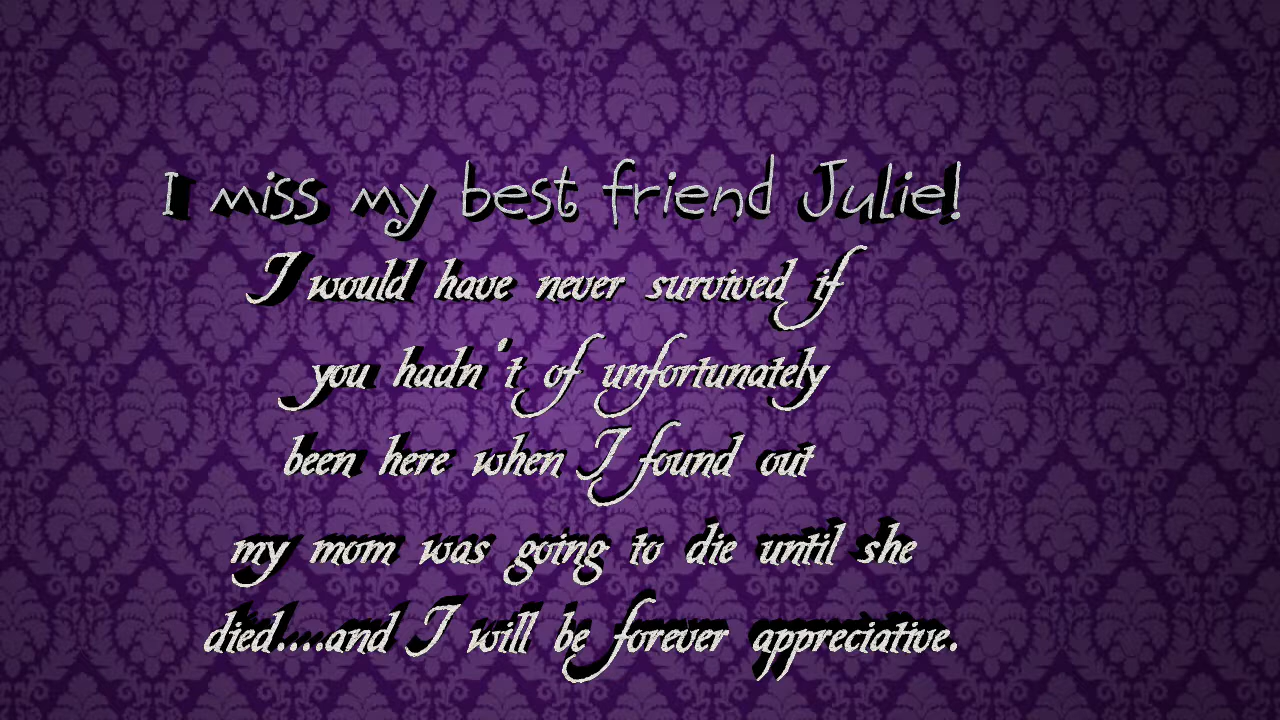 I miss my best friend Julie!
I would have never survived if
you hadn't of unfortunately
been here when I found out
my mom was going to die until she
died....and I will be forever appreciative.